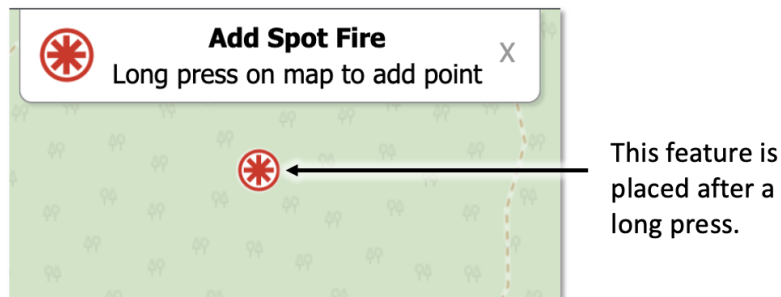 Add Spot Fire
Long press on map to add point
X
This feature is
placed after a
long press.